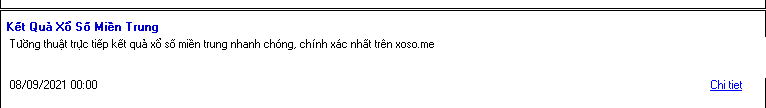 Kết Quả Xổ Số Miền Trung
Tường thuật trực tiếp kết quả xổ số miền trung nhanh chóng, chính xác nhất trên xoso.me
08/09/2021 00:00 Chi tiet